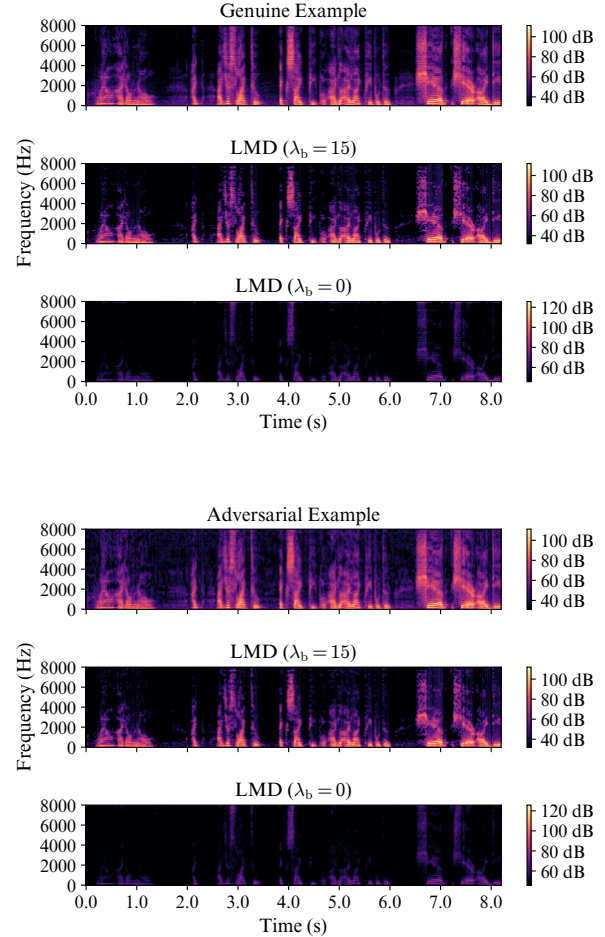 Genuine Example
8000
6000
4000
2000
0
100 dB
80 dB
60 dB
40 dB
LMD (λb = 15)
8000
6000
4000
2000
0
100 dB
80 dB
60 dB
40 dB
Frequency (Hz)
LMD (λb = 0)
8000
6000
4000
2000
0
120 dB
100 dB
80 dB
60 dB
0.0 1.0 2.0 3.0 4.0 5.0 6.0 7.0 8.0
Time (s)
Adversarial Example
8000
6000
4000
2000
0
100 dB
80 dB
60 dB
40 dB
LMD (λb = 15)
8000
6000
4000
2000
0
100 dB
80 dB
60 dB
40 dB
Frequency (Hz)
LMD (λb = 0)
8000
6000
4000
2000
0
120 dB
100 dB
80 dB
60 dB
0.0 1.0 2.0 3.0 4.0 5.0 6.0 7.0 8.0
Time (s)